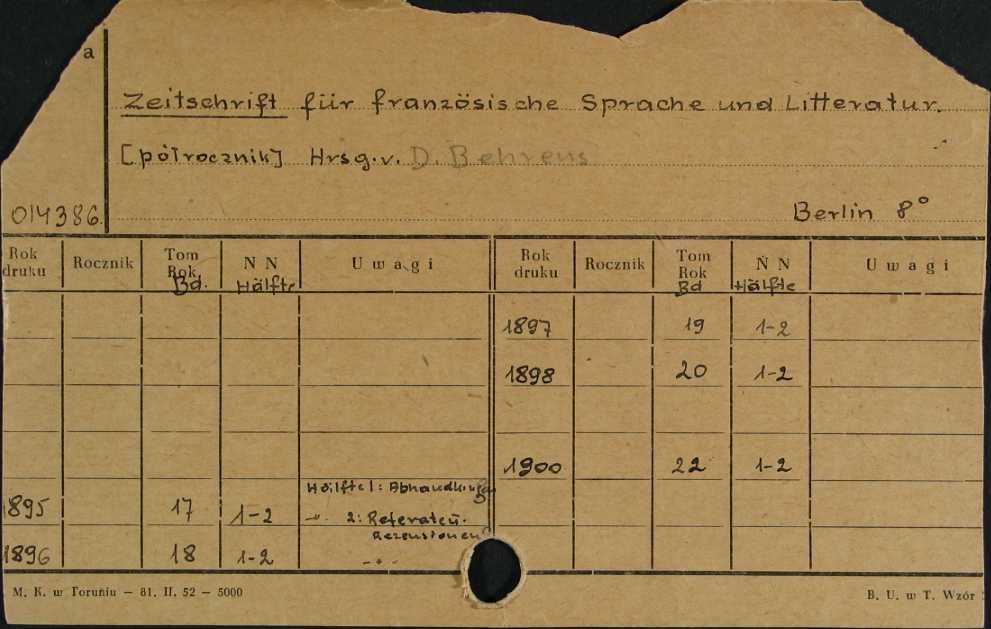 a
Zeitschrift für französische Sprache und Litteratur.
[półrocznik] Hrsg.v. D. Behrens
014386. Berlin 8°
Rok druku Rocznik Tom Rok Bd. N N Hälfte Uwagi Rok druku Rocznik Tom Rok Bd N N Hälfte Uwagi
1897 19 1-2
1898 20 1-2
1900 22 1-2
Hälfte 1: Abhandlungen
1895 17 1-2 -"- 2: Referate u.
Rezensionen
1896 18 1-2 -"-
M. K. w Toruniu — 81. II. 52 — 5000 B. U. w T. Wzór